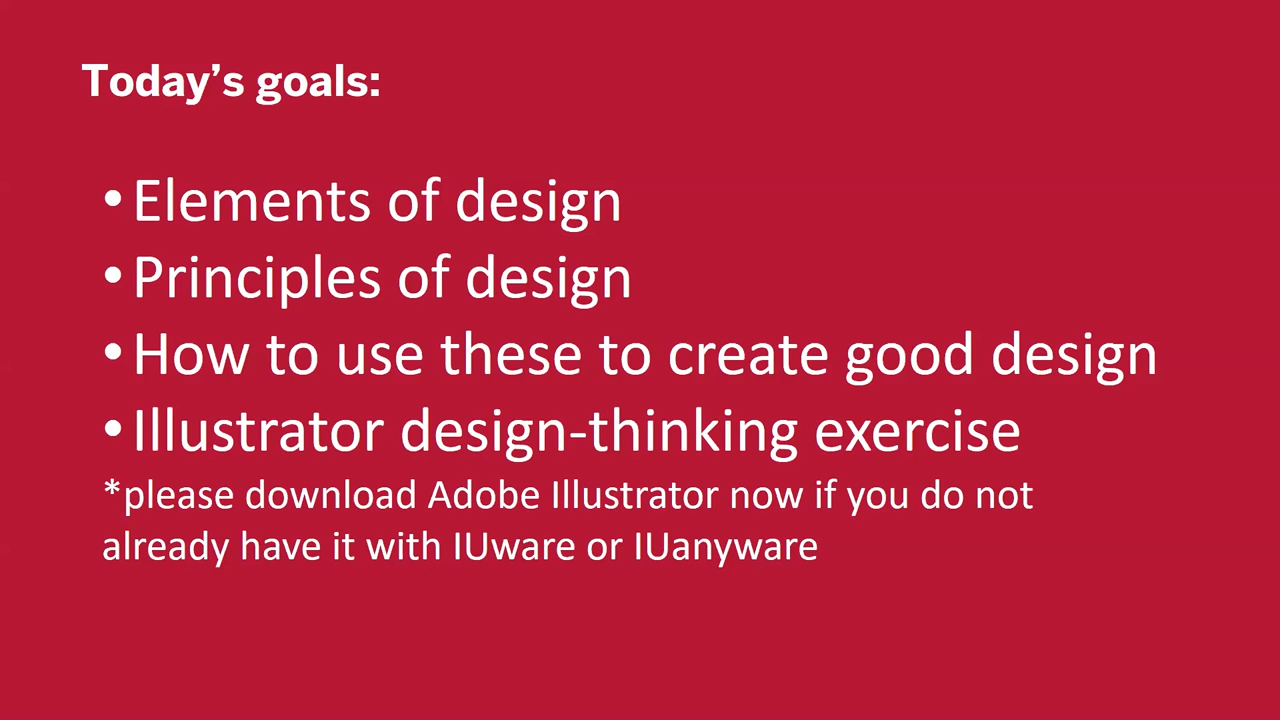 Today’s goals:
•Elements of design
•Principles of design
•How to use these to create good design
•Illustrator design-thinking exercise
*please download Adobe Illustrator now if you do not
already have it with IUware or IUanyware